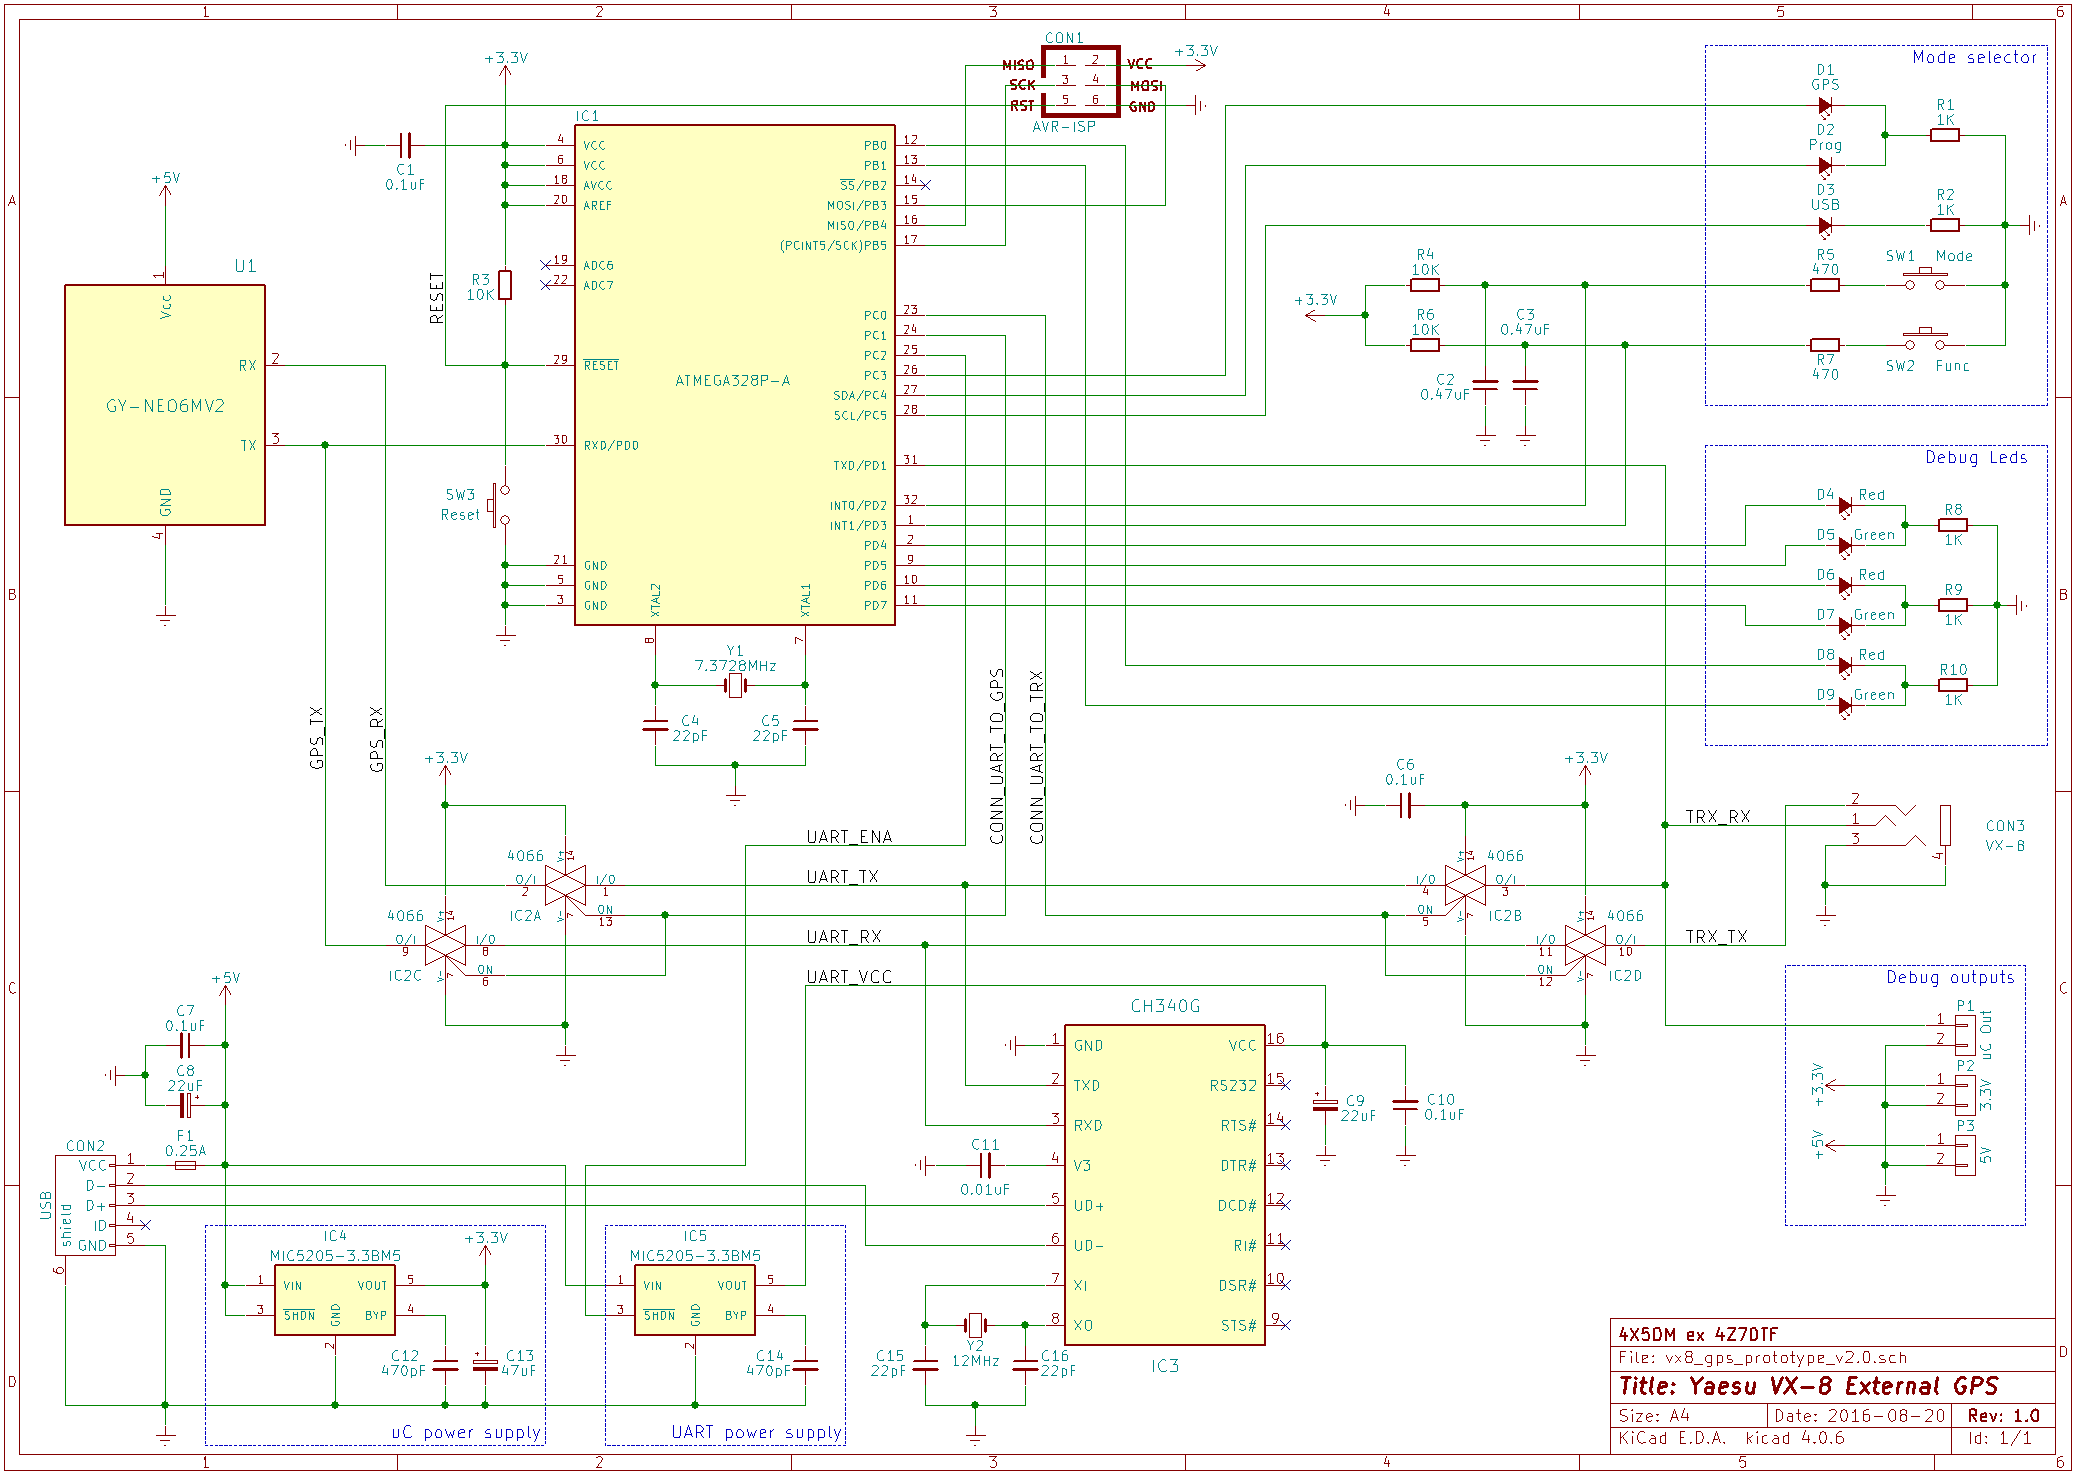 1 2 3 4 5 6
A
B
C
D
A
B
C
D
1 2 3 4 5 6
+5V
U1
1
Vcc
RX 2
GY-NEO6MV2
TX 3
GND
4
+3.3V
C1
0.1uF
RESET
R3
10K
SW3
Reset
IC1
ATMEGA328P-A
4 VCC
6 VCC
18 AVCC
20 AREF
19 ADC6
22 ADC7
29 RESET
30 RXD/PD0
21 GND
5 GND
3 GND
XTAL2
XTAL1
8
7
PB0 12
PB1 13
SS/PB2 14
MOSI/PB3 15
MISO/PB4 16
(PCINT5/SCK)PB5 17
PC0 23
PC1 24
PC2 25
PC3 26
SDA/PC4 27
SCL/PC5 28
TXD/PD1 31
INT0/PD2 32
INT1/PD3 1
PD4 2
PD5 9
PD6 10
PD7 11
Y1
7.3728MHz
C4
22pF
C5
22pF
CON1
+3.3V
MISO 1 2 VCC
SCK 3 4 MOSI
RST 5 6 GND
AVR-ISP
Mode selector
D1
GPS
D2
Prog
D3
USB
R1
1K
R2
1K
R4
10K
R5
470
SW1 Mode
+3.3V
R6
10K
C3
0.47uF
C2
0.47uF
R7
470
SW2 Func
Debug Leds
D4 Red
D5 Green
D6 Red
D7 Green
D8 Red
D9 Green
R8
1K
R9
1K
R10
1K
GPS_TX
GPS_RX
CONN_UART_TO_GPS
CONN_UART_TO_TRX
+3.3V
4066
V+
14
O/I
2
I/O
1
V-
7
ON
13
IC2A
4066
V+
14
O/I
9
I/O
8
V-
7
ON
6
IC2C
UART_ENA
UART_TX
UART_RX
UART_VCC
C6
0.1uF
+3.3V
4066
V+
14
I/O
4
O/I
3
V-
7
ON
5
IC2B
4066
V+
14
I/O
11
O/I
10
V-
7
ON
12
IC2D
TRX_RX
TRX_TX
2
1
3
4
CON3
VX-8
Debug outputs
P1
1
2
uC Out
P2
+3.3V
1
2
3.3V
P3
+5V
1
2
5V
+5V
C7
0.1uF
C8
22uF
+
F1
0.25A
CON2
USB
shield
VCC 1
D- 2
D+ 3
ID 4
GND 5
6
IC4
MIC5205-3.3BM5
1 VIN
3 SHDN
GND
2
VOUT 5
BYP 4
+3.3V
C12
470pF
+
C13
47uF
uC power supply
IC5
MIC5205-3.3BM5
1 VIN
3 SHDN
GND
2
VOUT 5
BYP 4
C14
470pF
UART power supply
CH340G
1 GND
2 TXD
3 RXD
4 V3
5 UD+
6 UD-
7 XI
8 XO
VCC 16
RS232 15
RTS# 14
DTR# 13
DCD# 12
RI# 11
DSR# 10
STS# 9
IC3
C11
0.01uF
+
C9
22uF
C10
0.1uF
Y2
12MHz
C15
22pF
C16
22pF
4X5DM ex 4Z7DTF
File: vx8_gps_prototype_v2.0.sch
Title: Yaesu VX-8 External GPS
Size: A4 Date: 2016-08-20 Rev: 1.0
KiCad E.D.A. kicad 4.0.6 Id: 1/1